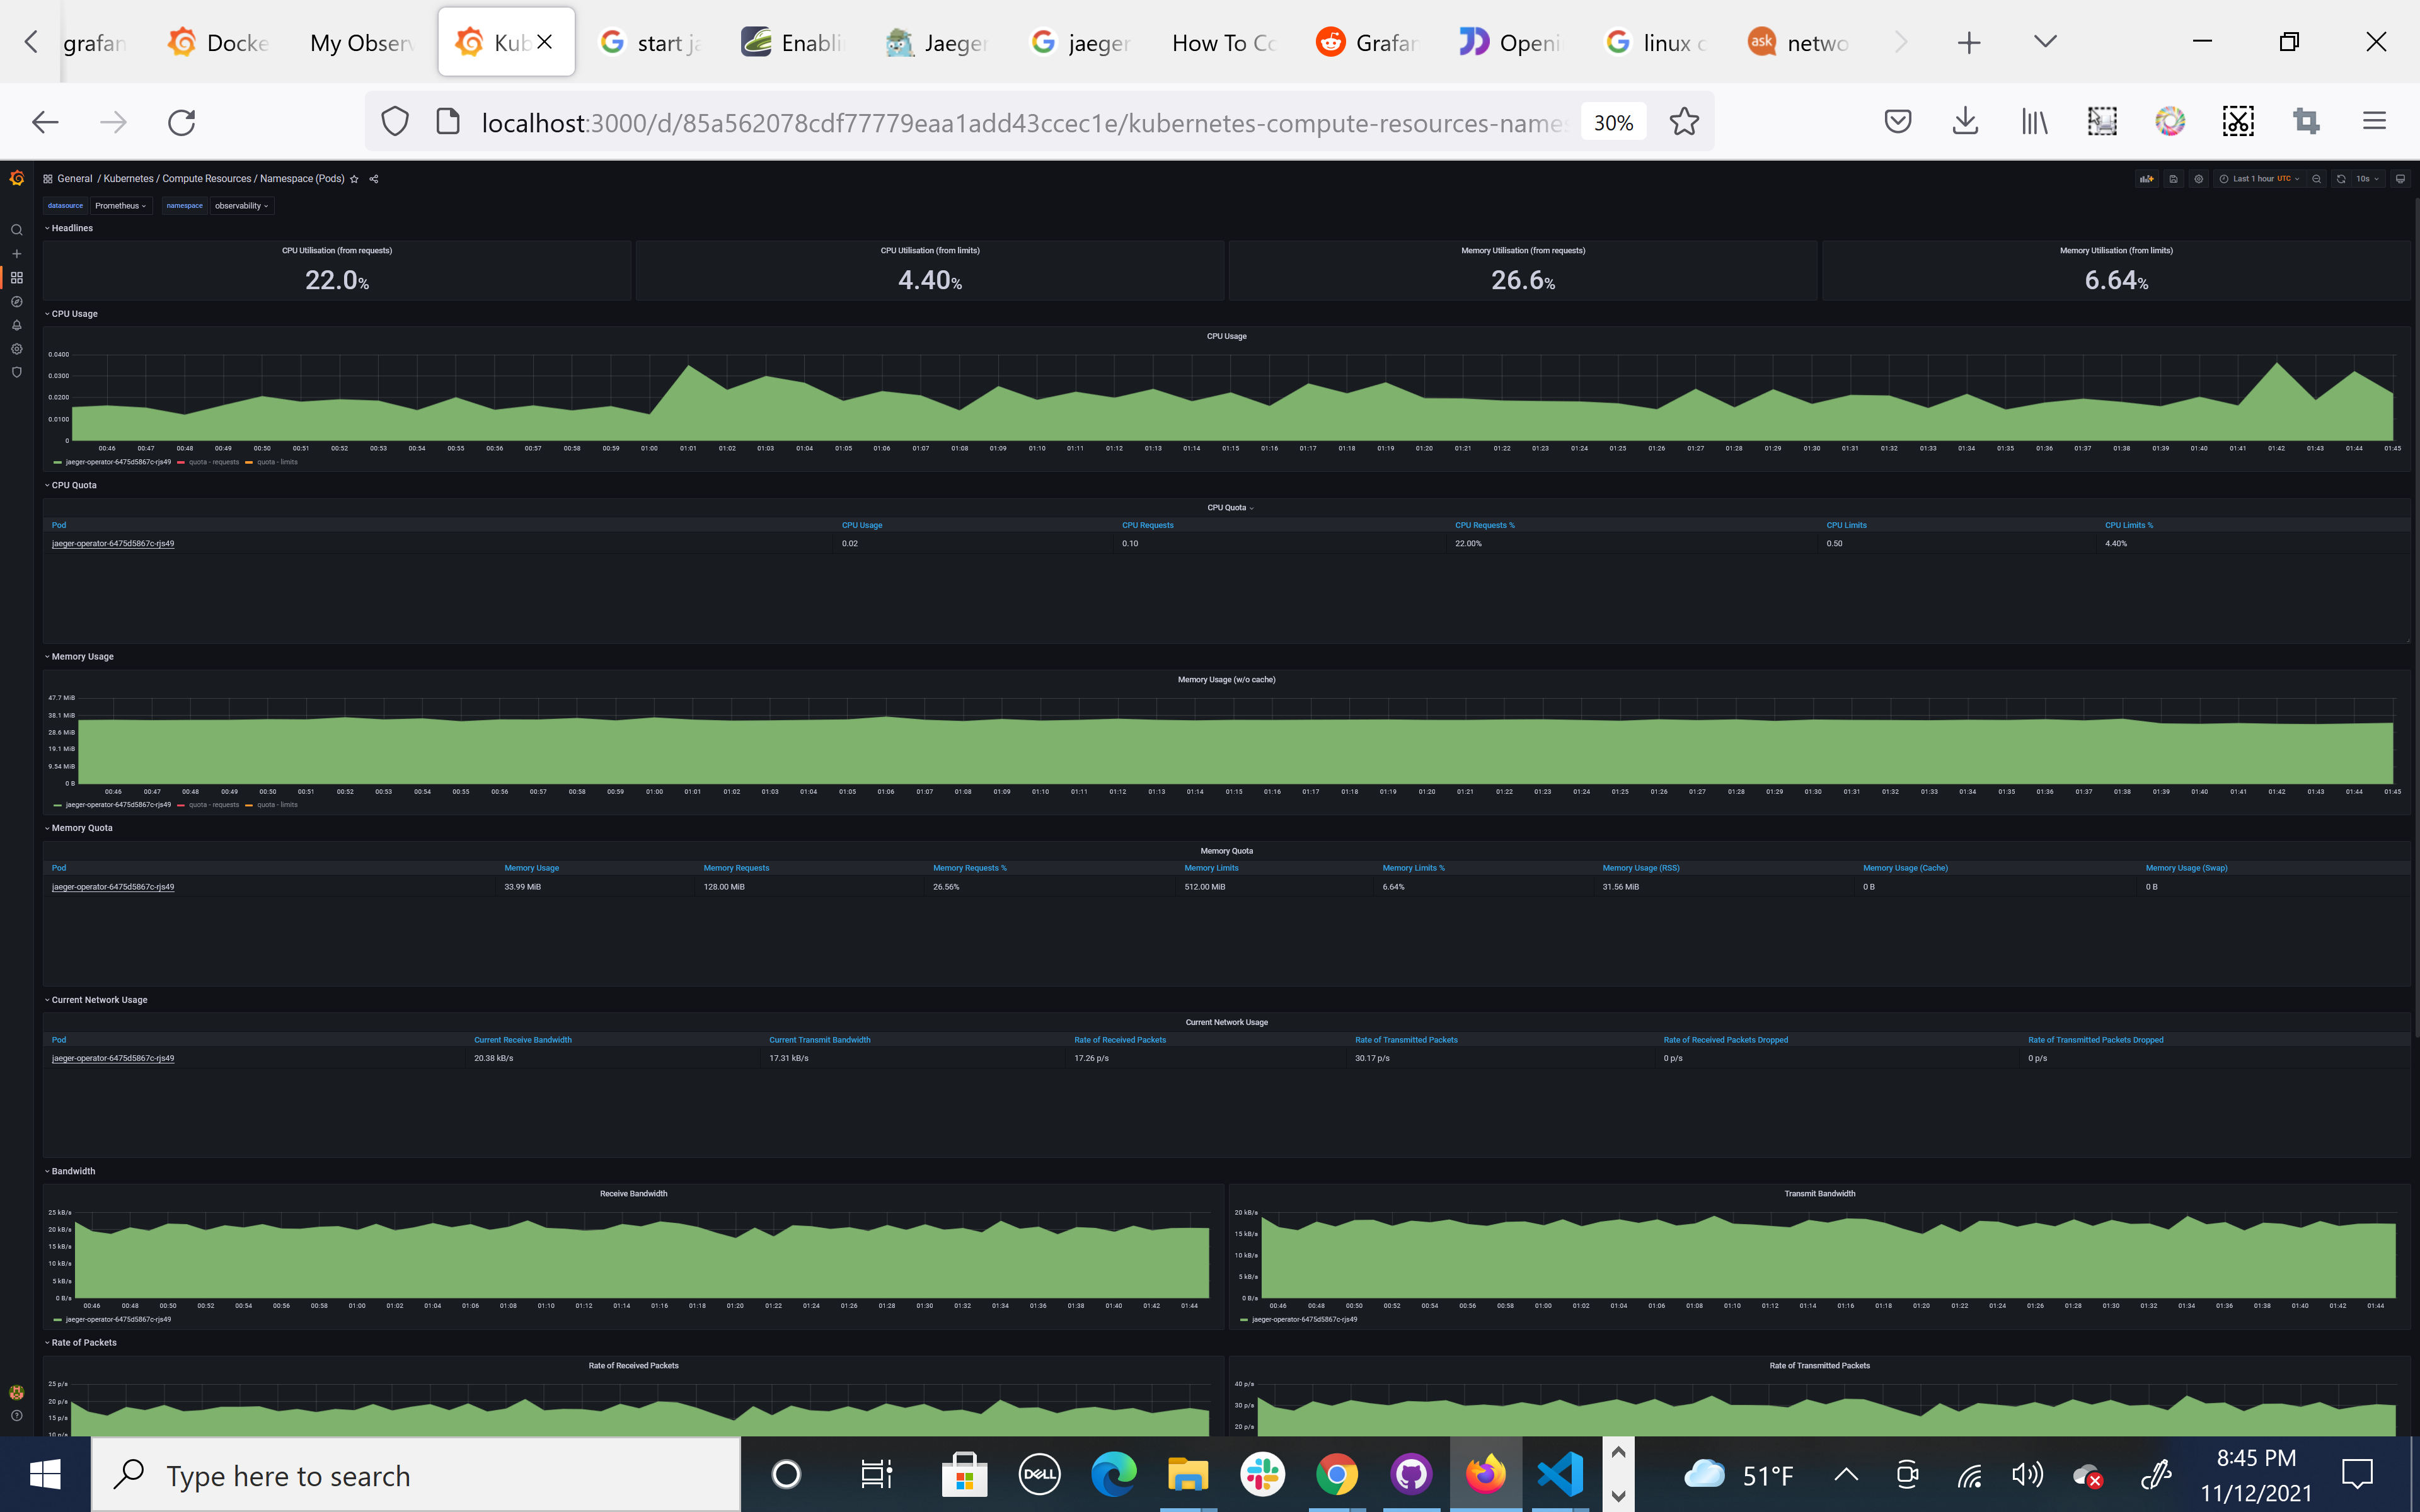 grafan Docke My Observ Kub start ja Enabli Jaeger jaeger How To Co Grafan Openi linux c netwo
localhost:3000/d/85a562078cdf77779eaa1add43ccec1e/kubernetes-compute-resources-names 30%
General / Kubernetes / Compute Resources / Namespace (Pods) Last 1 hour UTC 10s
datasource Prometheus namespace observability
Headlines
CPU Utilisation (from requests) CPU Utilisation (from limits) Memory Utilisation (from requests) Memory Utilisation (from limits)
22.0% 4.40% 26.6% 6.64%
CPU Usage
CPU Usage
0.0400
0.0300
0.0200
0.0100
0
00:46 00:47 00:48 00:49 00:50 00:51 00:52 00:53 00:54 00:55 00:56 00:57 00:58 00:59 01:00 01:01 01:02 01:03 01:04 01:05 01:06 01:07 01:08 01:09 01:10 01:11 01:12 01:13 01:14 01:15 01:16 01:17 01:18 01:19 01:20 01:21 01:22 01:23 01:24 01:25 01:26 01:27 01:28 01:29 01:30 01:31 01:32 01:33 01:34 01:35 01:36 01:37 01:38 01:39 01:40 01:41 01:42 01:43 01:44 01:45
jaeger-operator-6475d5867c-rjs49 quota - requests quota - limits
CPU Quota
CPU Quota
Pod CPU Usage CPU Requests CPU Requests % CPU Limits CPU Limits %
jaeger-operator-6475d5867c-rjs49 0.02 0.10 22.00% 0.50 4.40%
Memory Usage
Memory Usage (w/o cache)
47.7 MiB
38.1 MiB
28.6 MiB
19.1 MiB
9.54 MiB
0 B
00:46 00:47 00:48 00:49 00:50 00:51 00:52 00:53 00:54 00:55 00:56 00:57 00:58 00:59 01:00 01:01 01:02 01:03 01:04 01:05 01:06 01:07 01:08 01:09 01:10 01:11 01:12 01:13 01:14 01:15 01:16 01:17 01:18 01:19 01:20 01:21 01:22 01:23 01:24 01:25 01:26 01:27 01:28 01:29 01:30 01:31 01:32 01:33 01:34 01:35 01:36 01:37 01:38 01:39 01:40 01:41 01:42 01:43 01:44 01:45
jaeger-operator-6475d5867c-rjs49 quota - requests quota - limits
Memory Quota
Memory Quota
Pod Memory Usage Memory Requests Memory Requests % Memory Limits Memory Limits % Memory Usage (RSS) Memory Usage (Cache) Memory Usage (Swap)
jaeger-operator-6475d5867c-rjs49 33.99 MiB 128.00 MiB 26.56% 512.00 MiB 6.64% 31.56 MiB 0 B 0 B
Current Network Usage
Current Network Usage
Pod Current Receive Bandwidth Current Transmit Bandwidth Rate of Received Packets Rate of Transmitted Packets Rate of Received Packets Dropped Rate of Transmitted Packets Dropped
jaeger-operator-6475d5867c-rjs49 20.38 kB/s 17.31 kB/s 17.26 p/s 30.17 p/s 0 p/s 0 p/s
Bandwidth
Receive Bandwidth
25 kB/s
20 kB/s
15 kB/s
10 kB/s
5 kB/s
0 B/s
00:46 00:48 00:50 00:52 00:54 00:56 00:58 01:00 01:02 01:04 01:06 01:08 01:10 01:12 01:14 01:16 01:18 01:20 01:22 01:24 01:26 01:28 01:30 01:32 01:34 01:36 01:38 01:40 01:42 01:44
jaeger-operator-6475d5867c-rjs49
Transmit Bandwidth
20 kB/s
15 kB/s
10 kB/s
5 kB/s
0 B/s
00:46 00:48 00:50 00:52 00:54 00:56 00:58 01:00 01:02 01:04 01:06 01:08 01:10 01:12 01:14 01:16 01:18 01:20 01:22 01:24 01:26 01:28 01:30 01:32 01:34 01:36 01:38 01:40 01:42 01:44
jaeger-operator-6475d5867c-rjs49
Rate of Packets
Rate of Received Packets
25 p/s
20 p/s
15 p/s
10 p/s
Rate of Transmitted Packets
40 p/s
30 p/s
20 p/s
Type here to search DELL 51°F 8:45 PM
11/12/2021